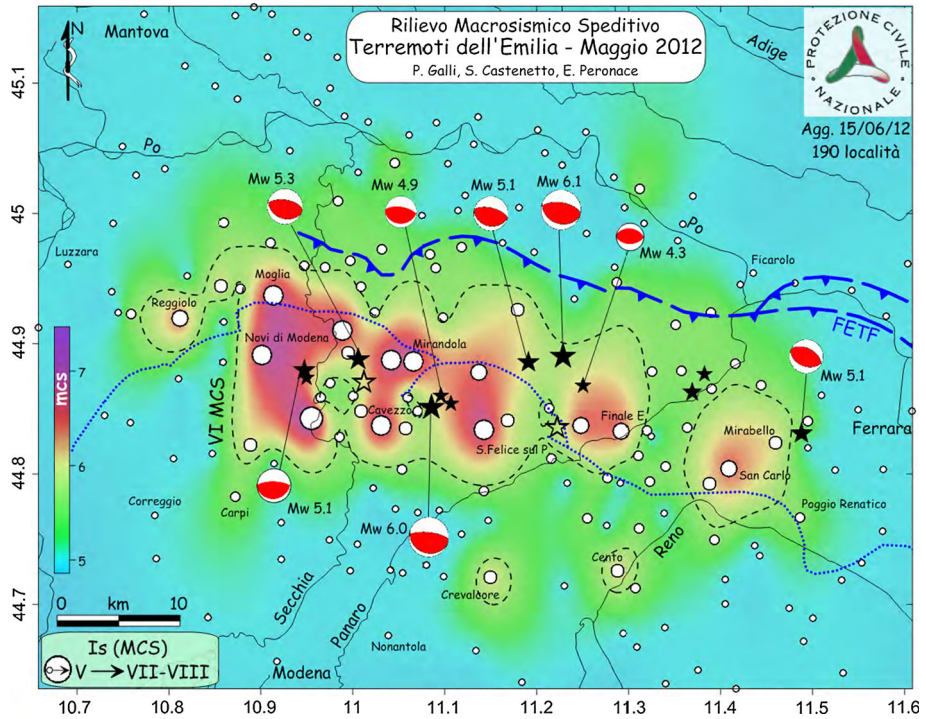 Rilievo Macrosismico Speditivo
Terremoti dell'Emilia - Maggio 2012
P. Galli, S. Castenetto, E. Peronace
PROTEZIONE CIVILE
NAZIONALE
Agg. 15/06/12
190 località
N
Mantova
Adige
45.1
Po
Mw 5.3
Mw 4.9
Mw 5.1
Mw 6.1
45
Po
Mw 4.3
Luzzara
Ficarolo
Moglia
Reggiolo
FETF
44.9
Novi di Modena
Mirandola
Mw 5.1
7
mcs
VI MCS
Cavezzo
Finale E.
Mirabello
Ferrara
6
S.Felice sul P.
44.8
San Carlo
Correggio
Carpi
Mw 5.1
Mw 6.0
Poggio Renatico
5
Reno
Cento
Crevalcore
0 km 10
44.7
Secchia
Panaro
Nonantola
Is (MCS)
V VII-VIII
Modena
10.7 10.8 10.9 11 11.1 11.2 11.3 11.4 11.5 11.6